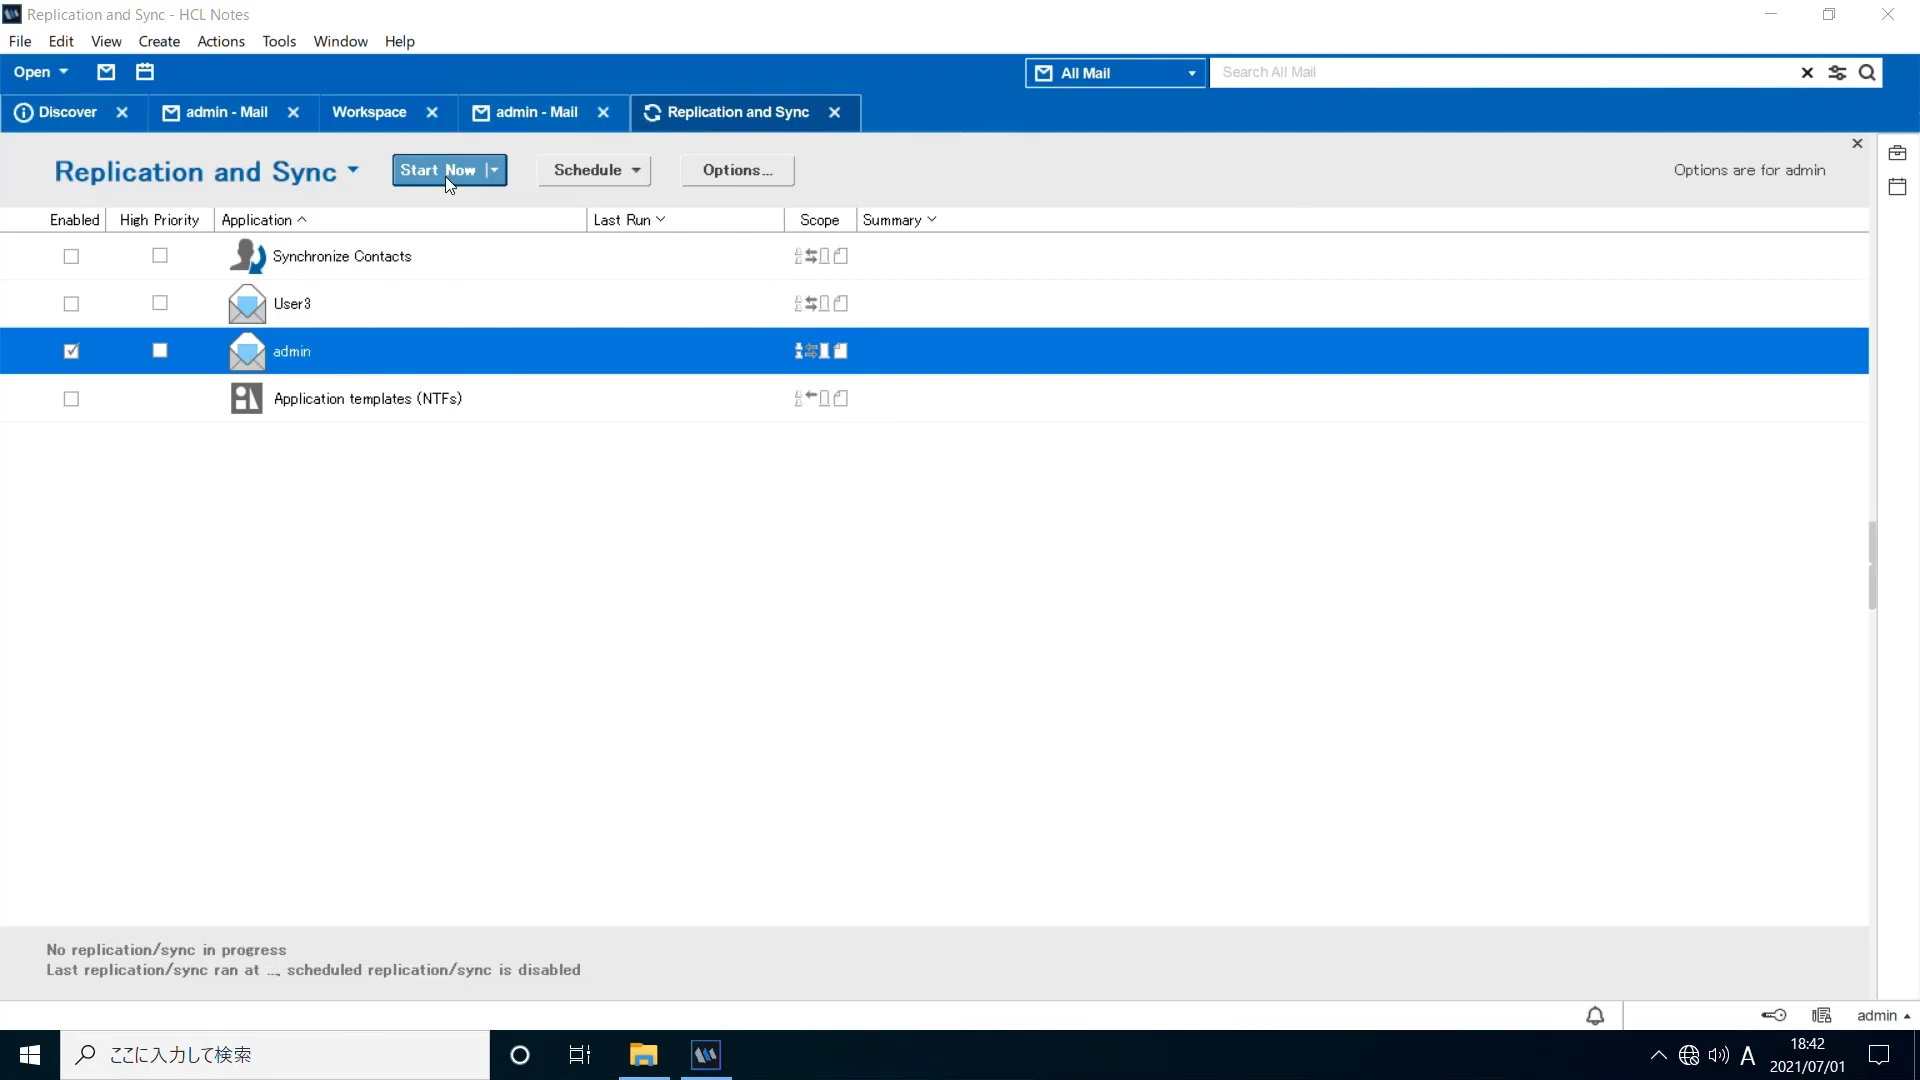 Replication and Sync - HCL Notes
File Edit View Create Actions Tools Window Help
Open All Mail Search All Mail
Discover admin - Mail Workspace admin - Mail Replication and Sync
Replication and Sync Start Now Schedule Options... Options are for admin
Enabled High Priority Application Last Run Scope Summary
Synchronize Contacts
User3
admin
Application templates (NTFs)
No replication/sync in progress
Last replication/sync ran at ..., scheduled replication/sync is disabled
admin
ここに入力して検索 A 18:42
2021/07/01